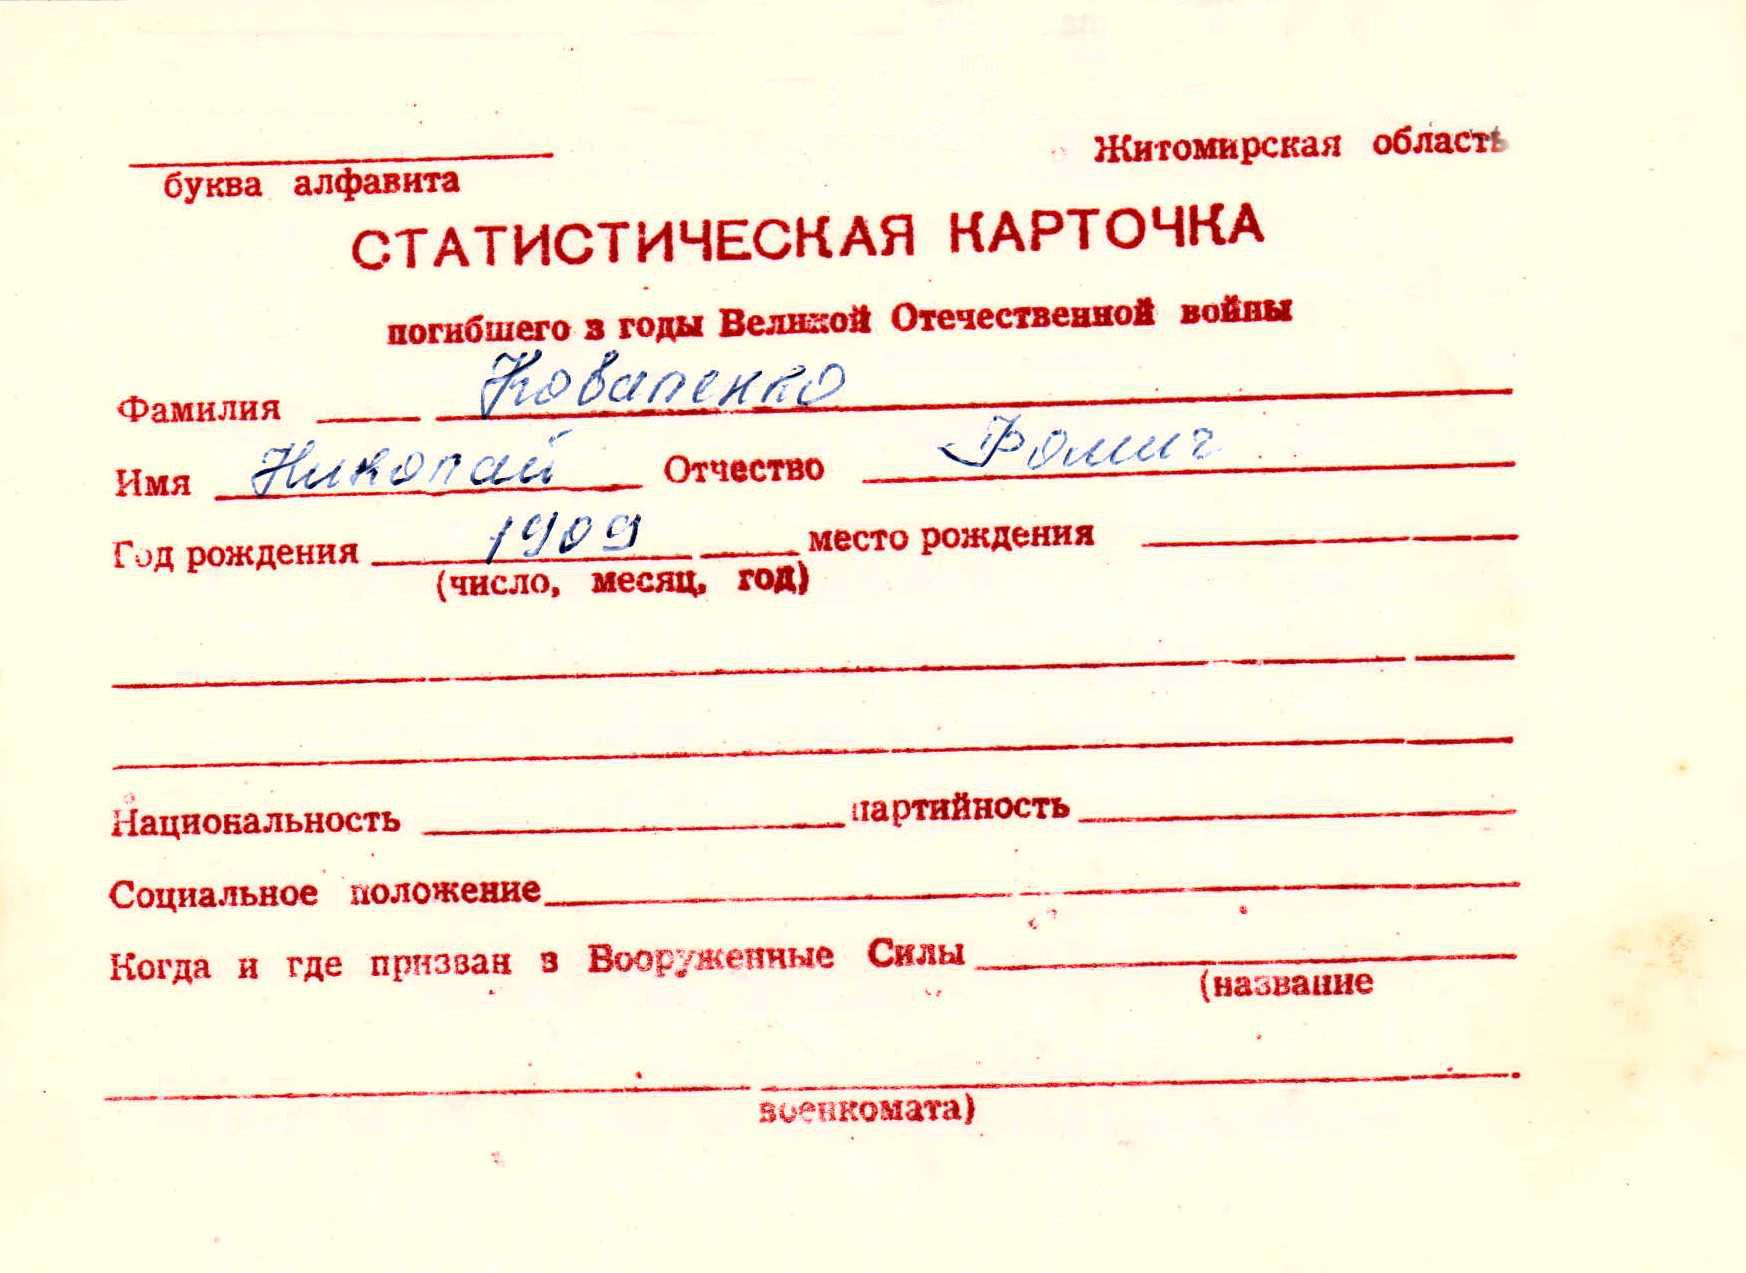 Житомирская область
буква алфавита
СТАТИСТИЧЕСКАЯ КАРТОЧКА
погибшего в годы Великой Отечественной войны
Фамилия Коваленко
Имя Николай Отчество Фомич
Год рождения 1909 место рождения
(число, месяц, год)
Национальность партийность
Социальное положение
Когда и где призван в Вооруженные Силы
(название
военкомата)